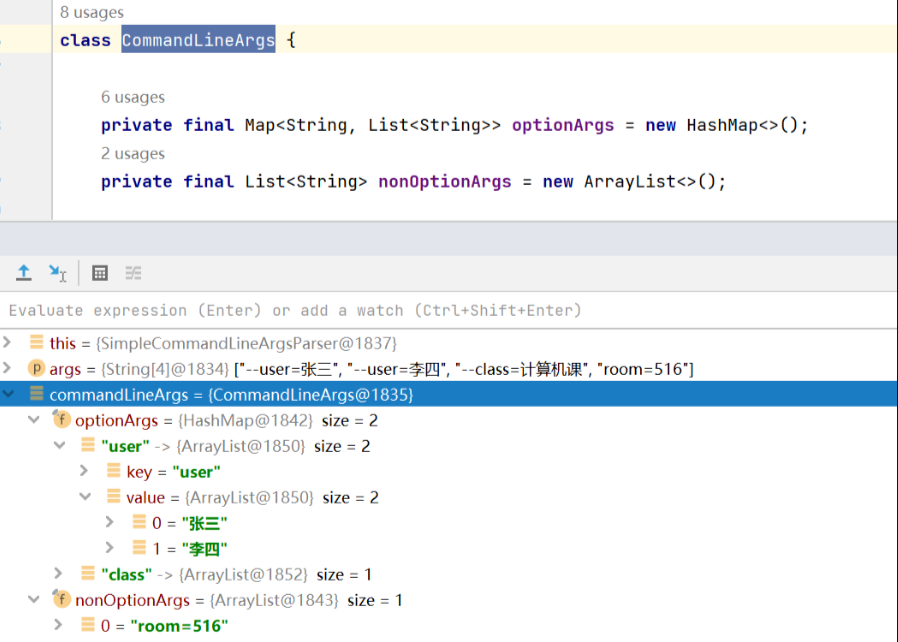 8 usages
class CommandLineArgs {
6 usages
private final Map<String, List<String>> optionArgs = new HashMap<>();
2 usages
private final List<String> nonOptionArgs = new ArrayList<>();
Evaluate expression (Enter) or add a watch (Ctrl+Shift+Enter)
this = {SimpleCommandLineArgsParser@1837}
p args = {String[4]@1834} ["--user=张三", "--user=李四", "--class=计算机课", "room=516"]
commandLineArgs = {CommandLineArgs@1835}
f optionArgs = {HashMap@1842} size = 2
"user" -> {ArrayList@1850} size = 2
key = "user"
value = {ArrayList@1850} size = 2
0 = "张三"
1 = "李四"
"class" -> {ArrayList@1852} size = 1
f nonOptionArgs = {ArrayList@1843} size = 1
0 = "room=516"